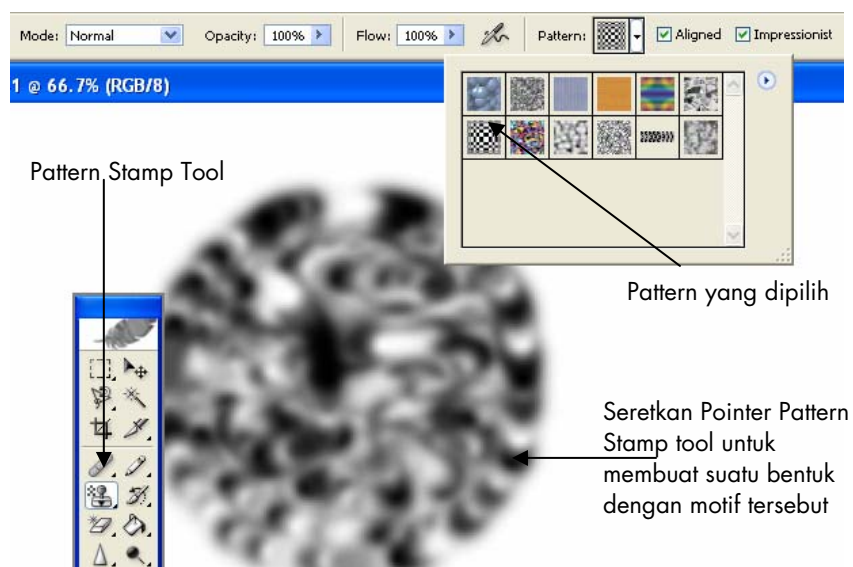 Mode: Normal Opacity: 100% Flow: 100% Pattern: Aligned Impressionist
1 @ 66.7% (RGB/8)
Pattern Stamp Tool
Pattern yang dipilih
Seretkan Pointer Pattern
Stamp tool untuk
membuat suatu bentuk
dengan motif tersebut